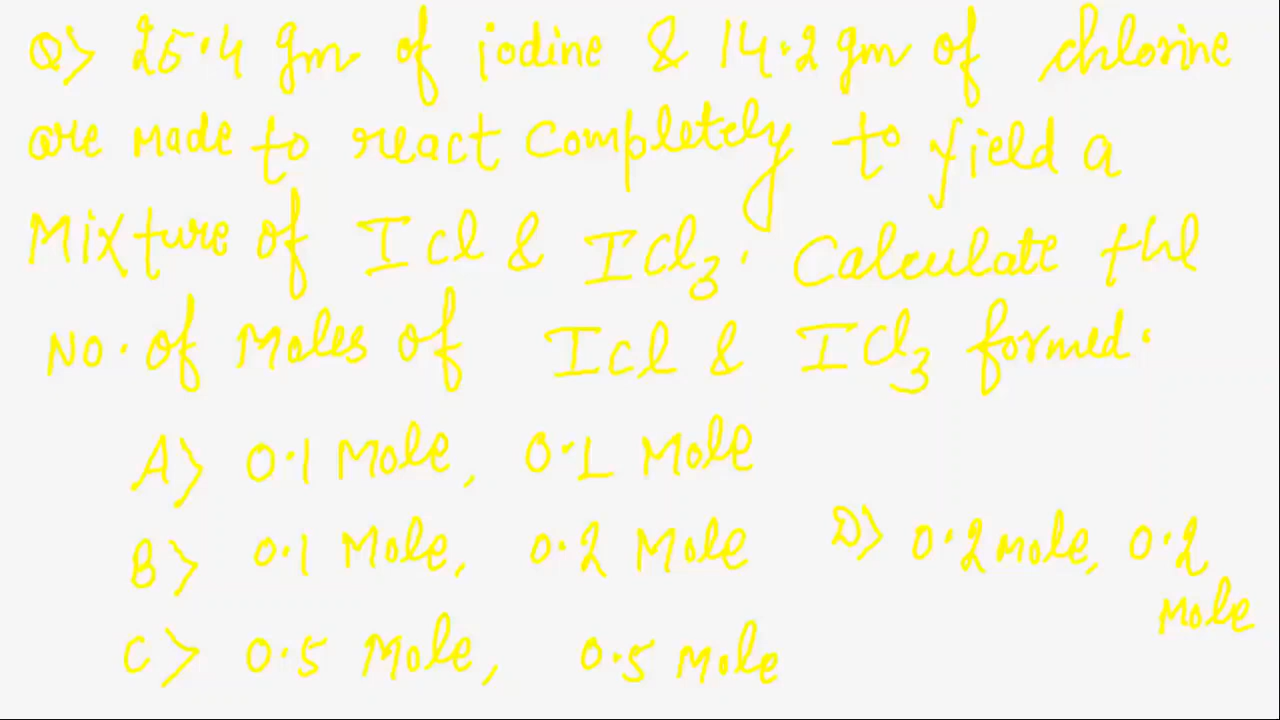 Q> 25.4 gm of iodine & 14.2 gm of chlorine
are made to react completely to yield a
Mixture of ICl & ICl3. Calculate the
No. of Moles of ICl & ICl3 formed.
A> 0.1 Mole, 0.1 Mole
B> 0.1 Mole, 0.2 Mole
C> 0.5 Mole, 0.5 Mole
D> 0.2 mole, 0.2
Mole